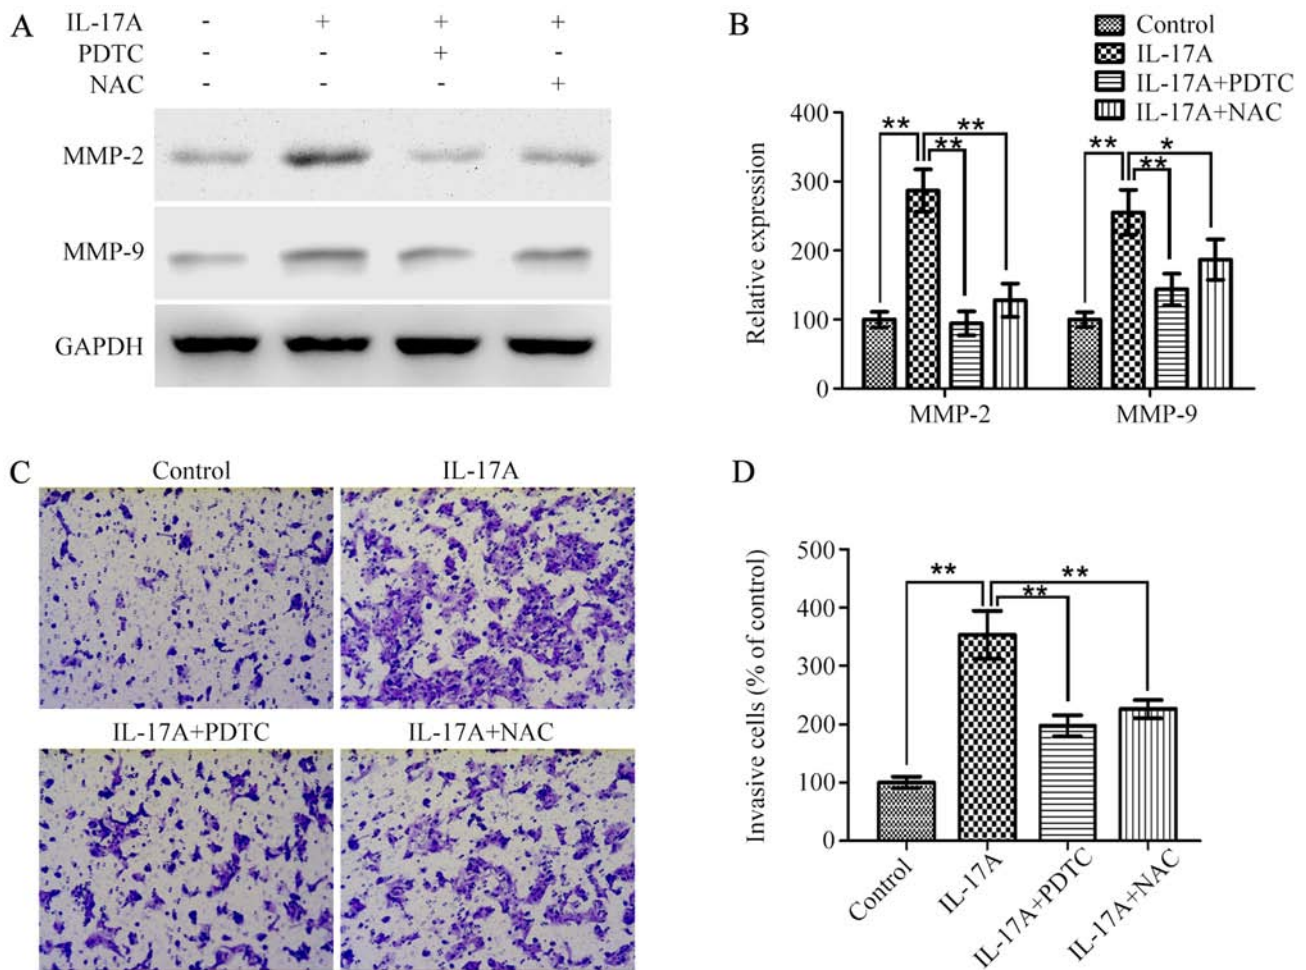 A
IL-17A - + + +
PDTC - - + -
NAC - - - +
MMP-2
MMP-9
GAPDH
B
Control
IL-17A
IL-17A+PDTC
IL-17A+NAC
Relative expression
400
300
200
100
0
** ** **
** ** *
MMP-2 MMP-9
C
Control IL-17A
IL-17A+PDTC IL-17A+NAC
D
Invasive cells (% of control)
500
400
300
200
100
0
** ** **
Control IL-17A IL-17A+PDTC IL-17A+NAC